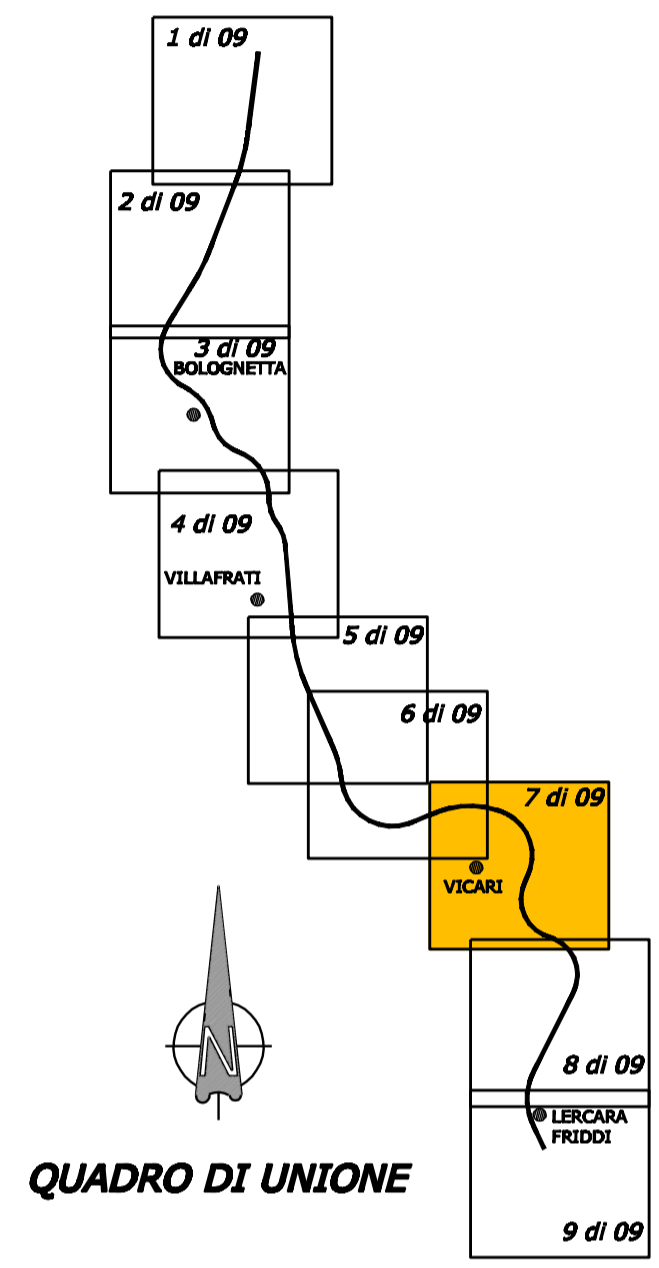 1 di 09
2 di 09
3 di 09
BOLOGNETTA
4 di 09
VILLAFRATI
5 di 09
6 di 09
7 di 09
VICARI
N
8 di 09
LERCARA
FRIDDI
QUADRO DI UNIONE
9 di 09